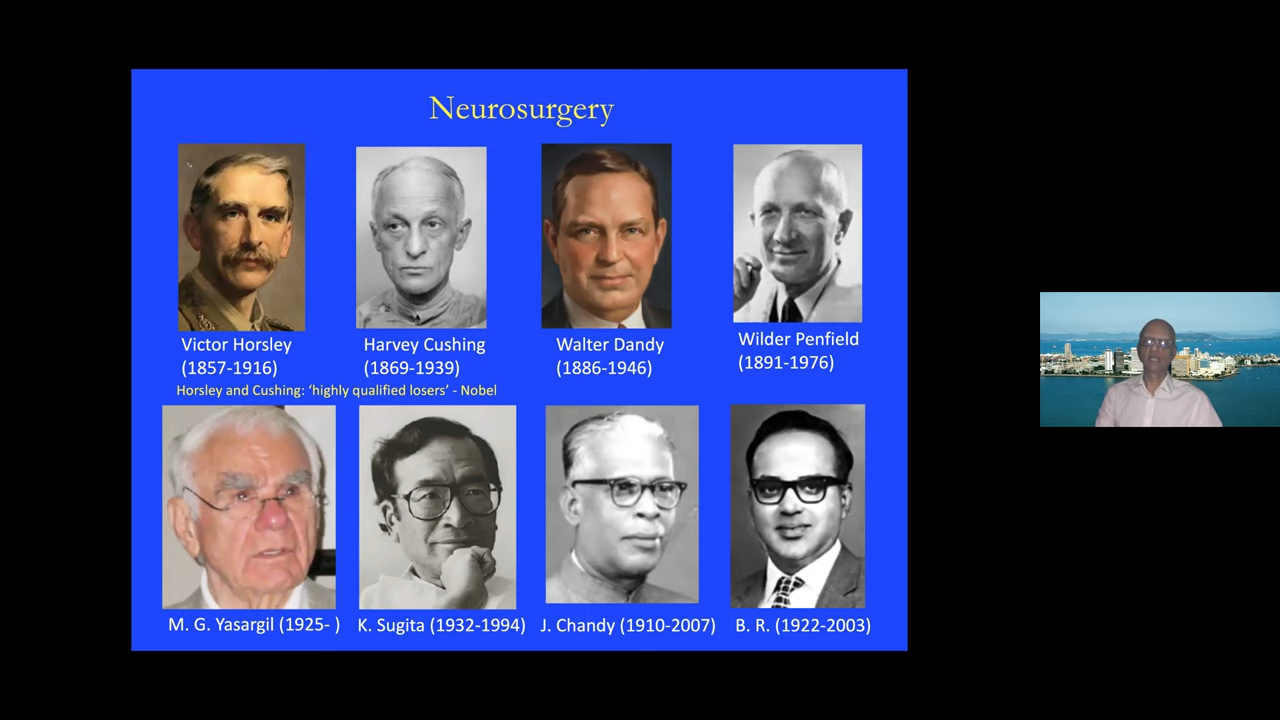 Neurosurgery
Victor Horsley
(1857-1916)
Harvey Cushing
(1869-1939)
Walter Dandy
(1886-1946)
Wilder Penfield
(1891-1976)
Horsley and Cushing: ‘highly qualified losers’ - Nobel
M. G. Yasargil (1925- )
K. Sugita (1932-1994)
J. Chandy (1910-2007)
B. R. (1922-2003)